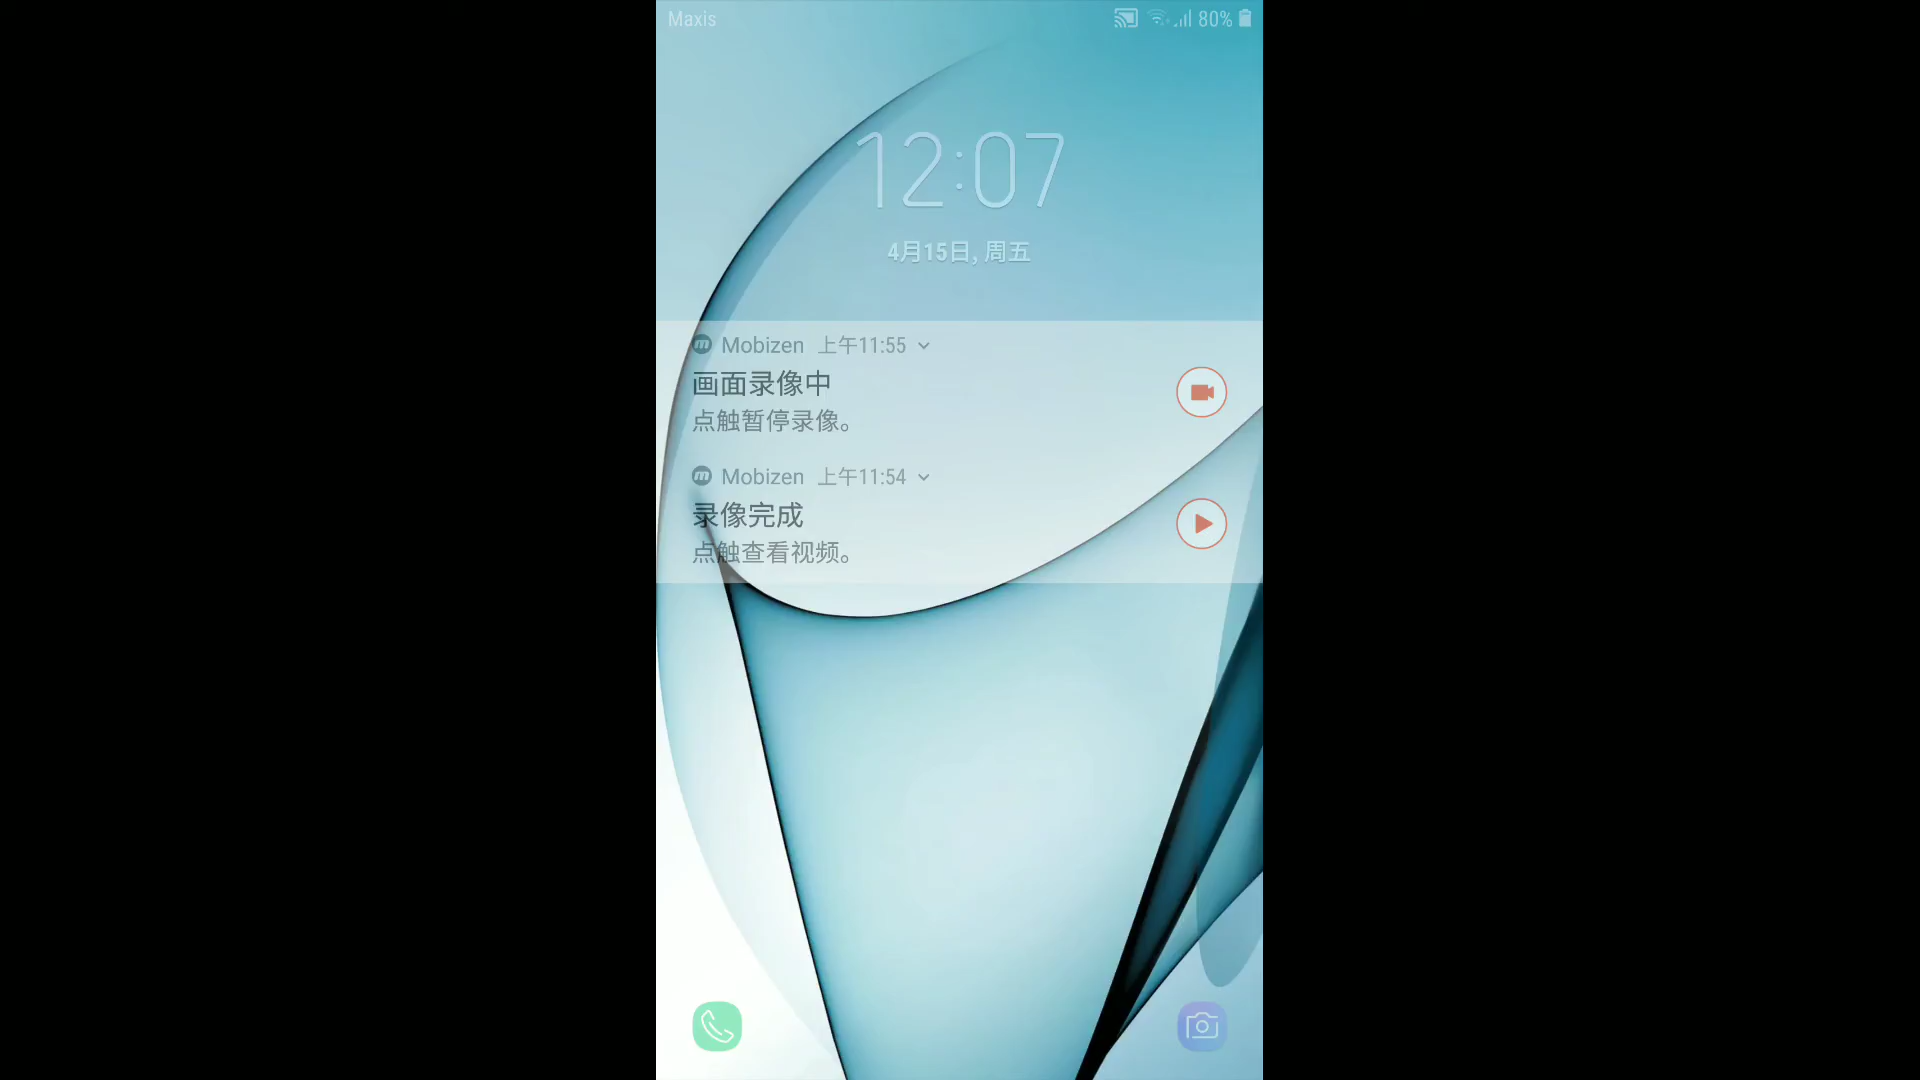 Maxis
80%
12:07
4月15日, 周五
Mobizen 上午11:55
画面录像中
点触暂停录像。
Mobizen 上午11:54
录像完成
点触查看视频。